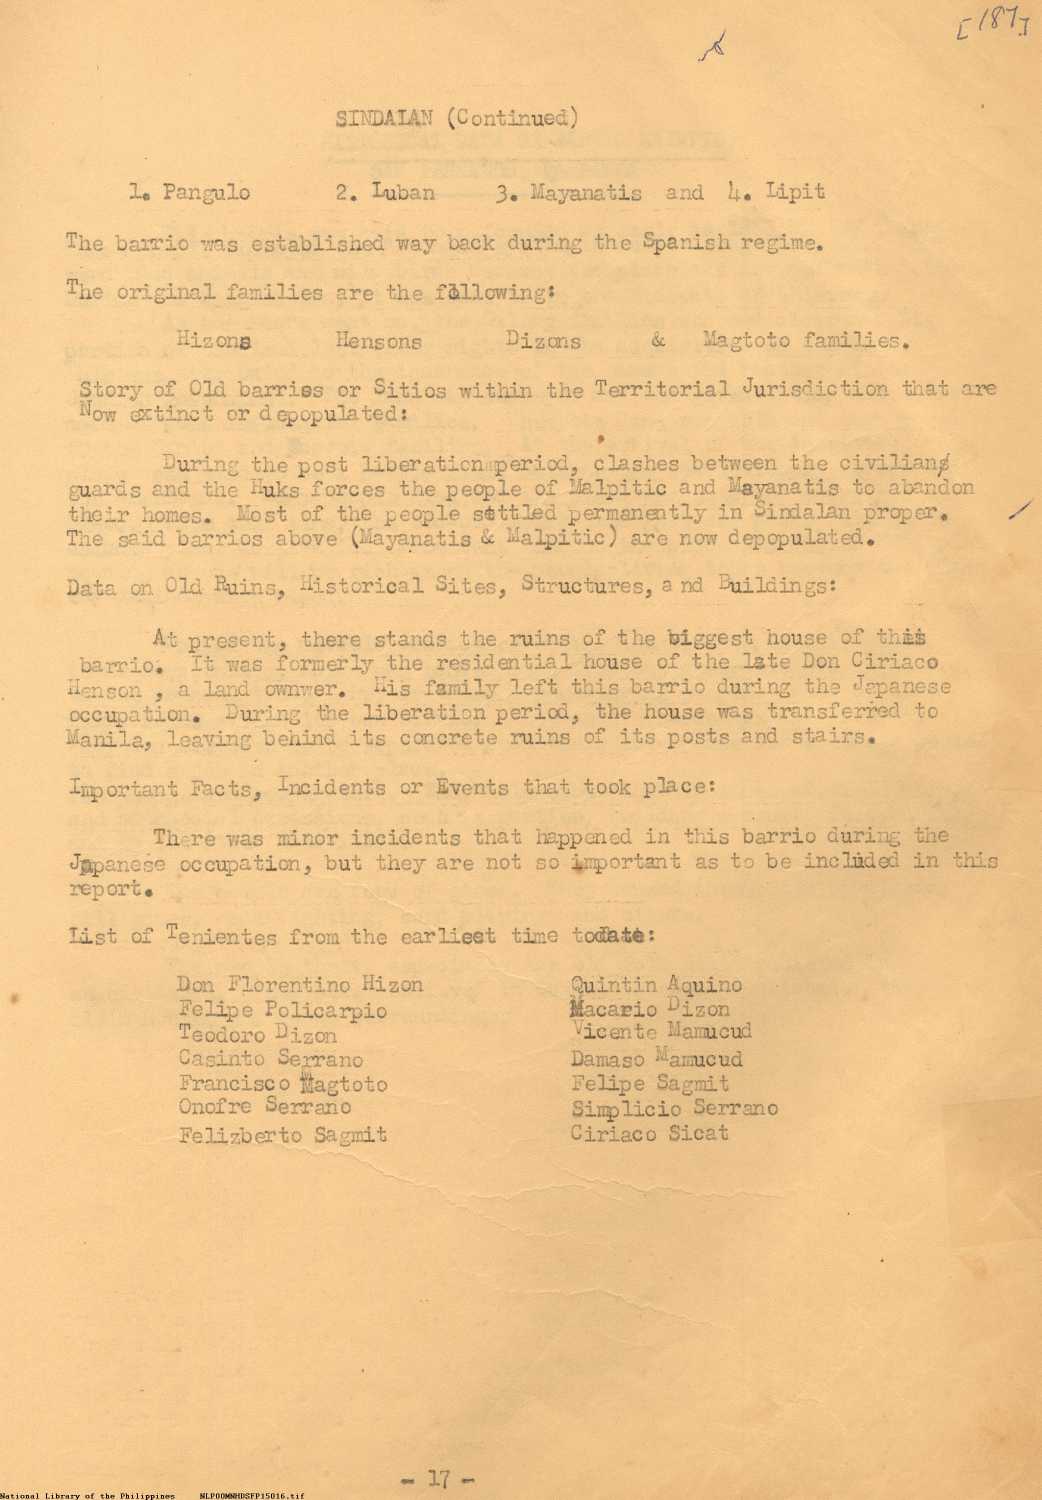 [187]
SINDALAN (Continued)
1. Pangulo 2. Luban 3. Mayanatis and 4. Lipit
The barrio was established way back during the Spanish regime.
The original families are the following:
Hizons Hensons Dizons & Magtoto families.
Story of Old barrios or Sitios within the Territorial Jurisdiction that are
Now extinct or depopulated:
During the post liberation period, clashes between the civilian
guards and the Huks forces the people of Malpitic and Mayanatis to abandon
their homes. Most of the people settled permanently in Sindalan proper.
The said barrios above (Mayanatis & Malpitic) are now depopulated.
Data on Old Ruins, Historical Sites, Structures, and Buildings:
At present, there stands the ruins of the biggest house of this
barrio. It was formerly the residential house of the late Don Ciriaco
Henson , a land ownwer. His family left this barrio during the Japanese
occupation. During the liberation period, the house was transferred to
Manila, leaving behind its concrete ruins of its posts and stairs.
Important Facts, Incidents or Events that took place:
There was minor incidents that happened in this barrio during the
Japanese occupation, but they are not so important as to be included in this
report.
List of Tenientes from the earliest time todate:
Don Florentino Hizon Quintin Aquino
Felipe Policarpio Macario Dizon
Teodoro Dizon Vicente Mamucud
Casinto Serrano Damaso Mamucud
Francisco Magtoto Felipe Sagmit
Onofre Serrano Simplicio Serrano
Felizberto Sagmit Ciriaco Sicat
- 17 -
National Library of the Philippines NLPOOMNHDSFP15016.tif